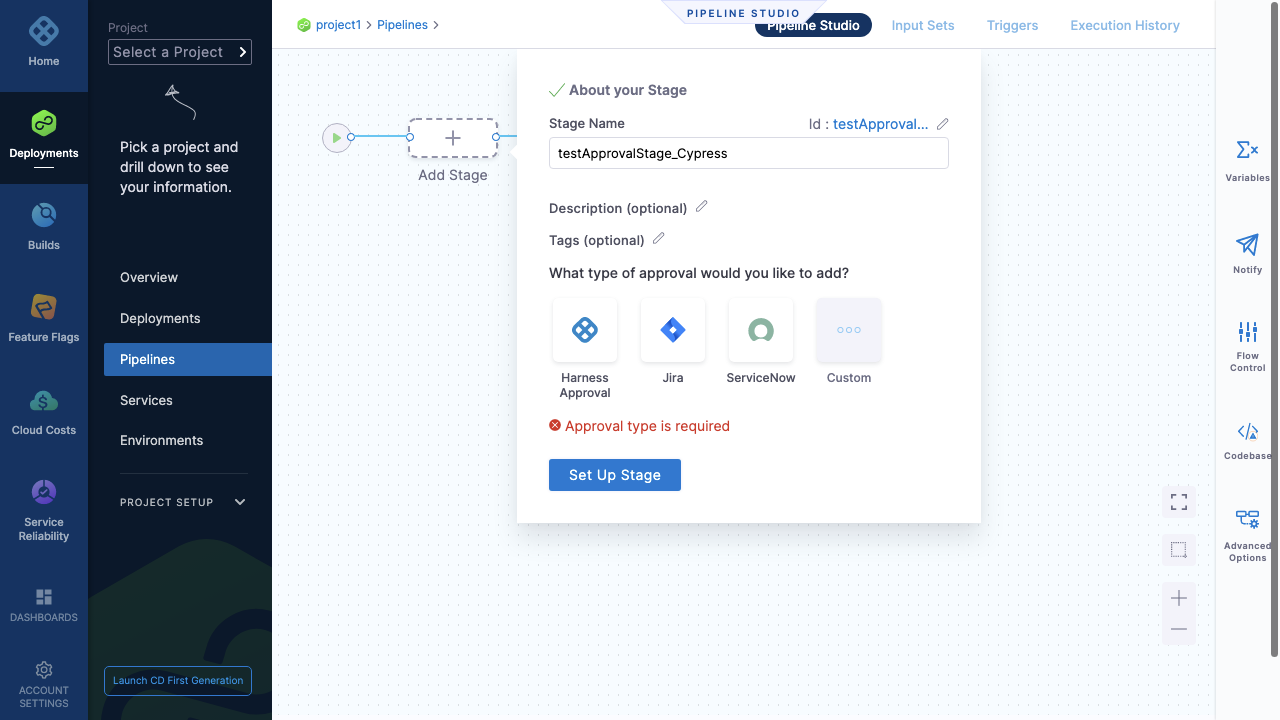 Home
Deployments
Builds
Feature Flags
Cloud Costs
Service
Reliability
DASHBOARDS
ACCOUNT
SETTINGS
Project
Select a Project
Pick a project and
drill down to see
your information.
Overview
Deployments
Pipelines
Services
Environments
PROJECT SETUP
Launch CD First Generation
project1 > Pipelines >
PIPELINE STUDIO
Pipeline Studio
Input Sets
Triggers
Execution History
Add Stage
About your Stage
Stage Name
Id : testApproval...
testApprovalStage_Cypress
Description (optional)
Tags (optional)
What type of approval would you like to add?
Harness
Approval
Jira
ServiceNow
Custom
Approval type is required
Set Up Stage
Variables
Notify
Flow
Control
Codebase
Advanced
Options